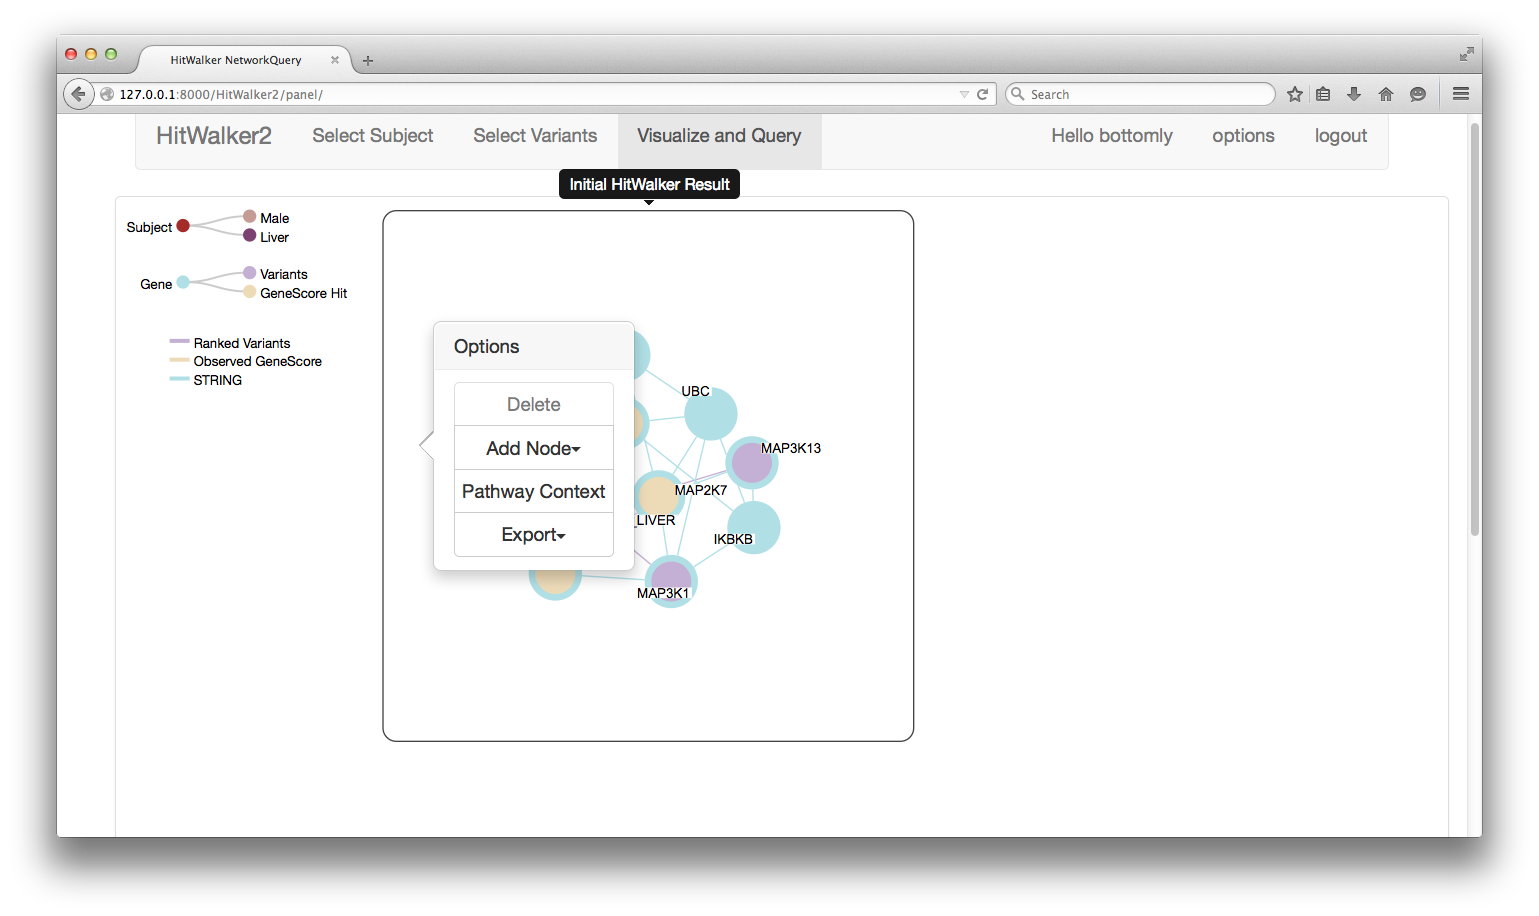 HitWalker NetworkQuery
127.0.0.1:8000/HitWalker2/panel/
Search
HitWalker2 Select Subject Select Variants Visualize and Query Hello bottomly options logout
Initial HitWalker Result
Subject
Male
Liver
Gene
Variants
GeneScore Hit
Ranked Variants
Observed GeneScore
STRING
Options
Delete
Add Node
Pathway Context
Export
UBC
MAP3K13
MAP2K7
_LIVER
IKBKB
MAP3K1